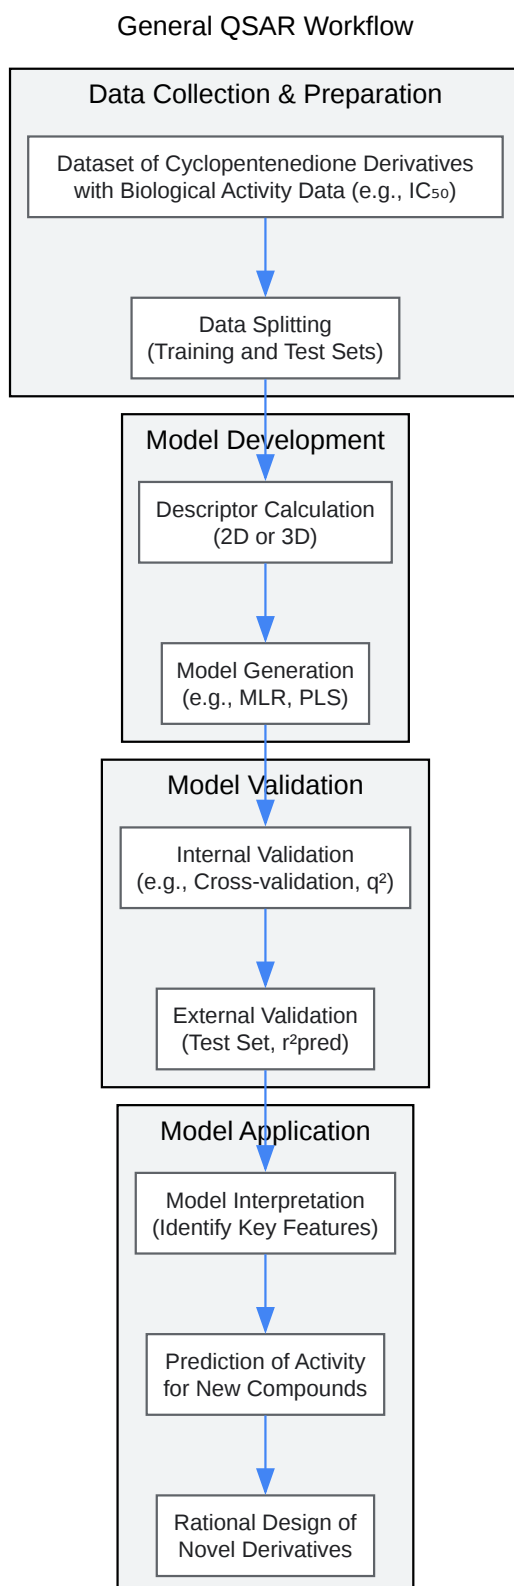 General QSAR Workflow
Data Collection & Preparation
Dataset of Cyclopentenedione Derivatives
with Biological Activity Data (e.g., IC₅₀)
Data Splitting
(Training and Test Sets)
Model Development
Descriptor Calculation
(2D or 3D)
Model Generation
(e.g., MLR, PLS)
Model Validation
Internal Validation
(e.g., Cross-validation, q²)
External Validation
(Test Set, r²pred)
Model Application
Model Interpretation
(Identify Key Features)
Prediction of Activity
for New Compounds
Rational Design of
Novel Derivatives